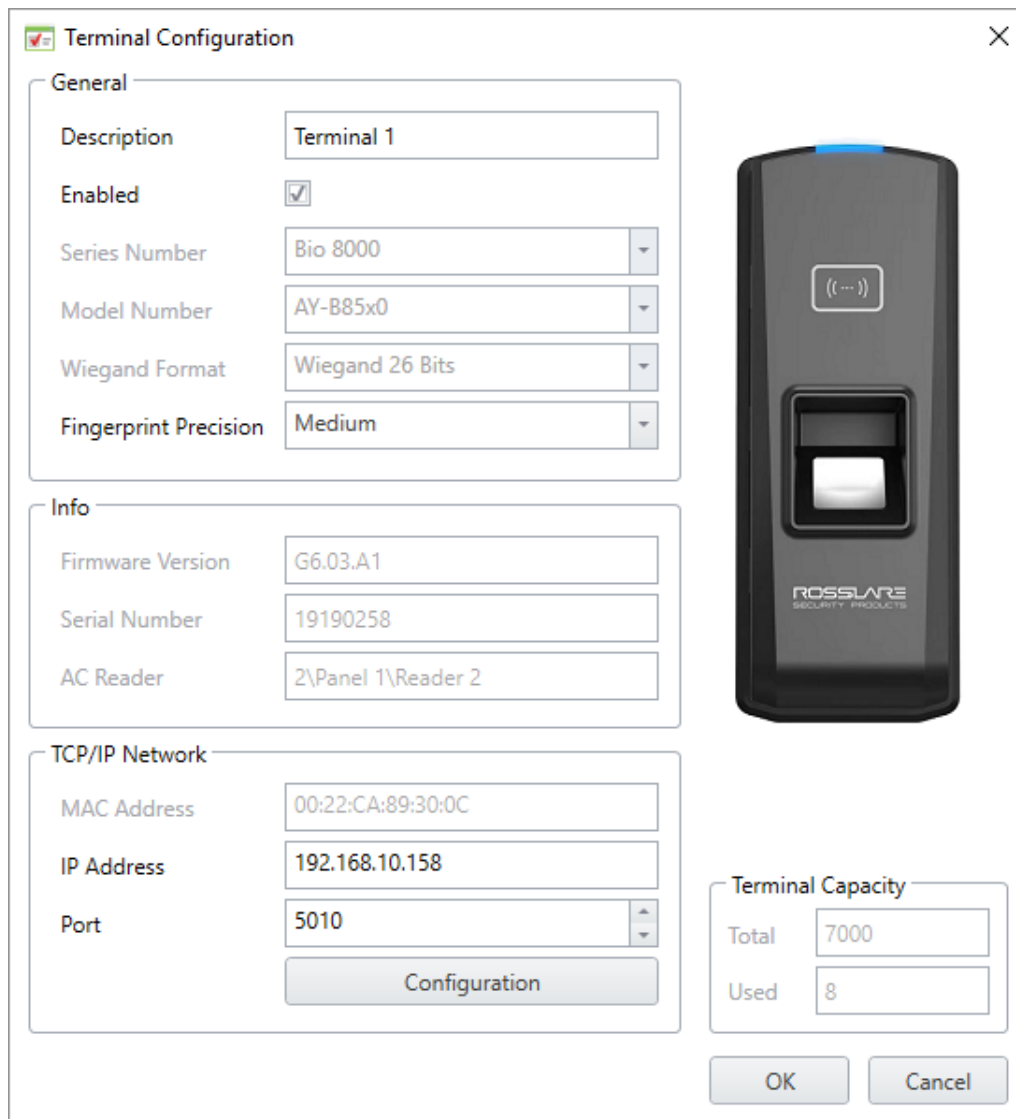 Terminal Configuration
General
Description Terminal 1
Enabled
Series Number Bio 8000
Model Number AY-B85x0
Wiegand Format Wiegand 26 Bits
Fingerprint Precision Medium
Info
Firmware Version G6.03.A1
Serial Number 19190258
AC Reader 2\Panel 1\Reader 2
TCP/IP Network
MAC Address 00:22:CA:89:30:0C
IP Address 192.168.10.158
Port 5010
Configuration
ROSSLARE
SECURITY PRODUCTS
Terminal Capacity
Total 7000
Used 8
OK Cancel